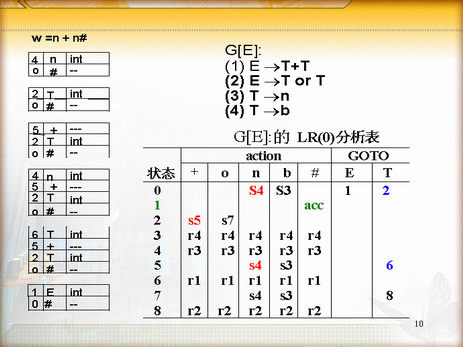 w =n + n#
4 n int
o # --
2 T int
o # --
5 + ---
2 T int
o # --
4 n int
5 + ---
2 T int
o # --
6 T int
5 + ---
2 T int
o # --
1 E int
0 # --
G[E]:
(1) E →T+T
(2) E →T or T
(3) T →n
(4) T →b
G[E]:的 LR(0)分析表
action GOTO
状态 + o n b # E T
0 S4 S3 1 2
1 acc
2 s5 s7
3 r4 r4 r4 r4 r4
4 r3 r3 r3 r3 r3
5 s4 s3 6
6 r1 r1 r1 r1 r1
7 s4 s3 8
8 r2 r2 r2 r2 r2
10